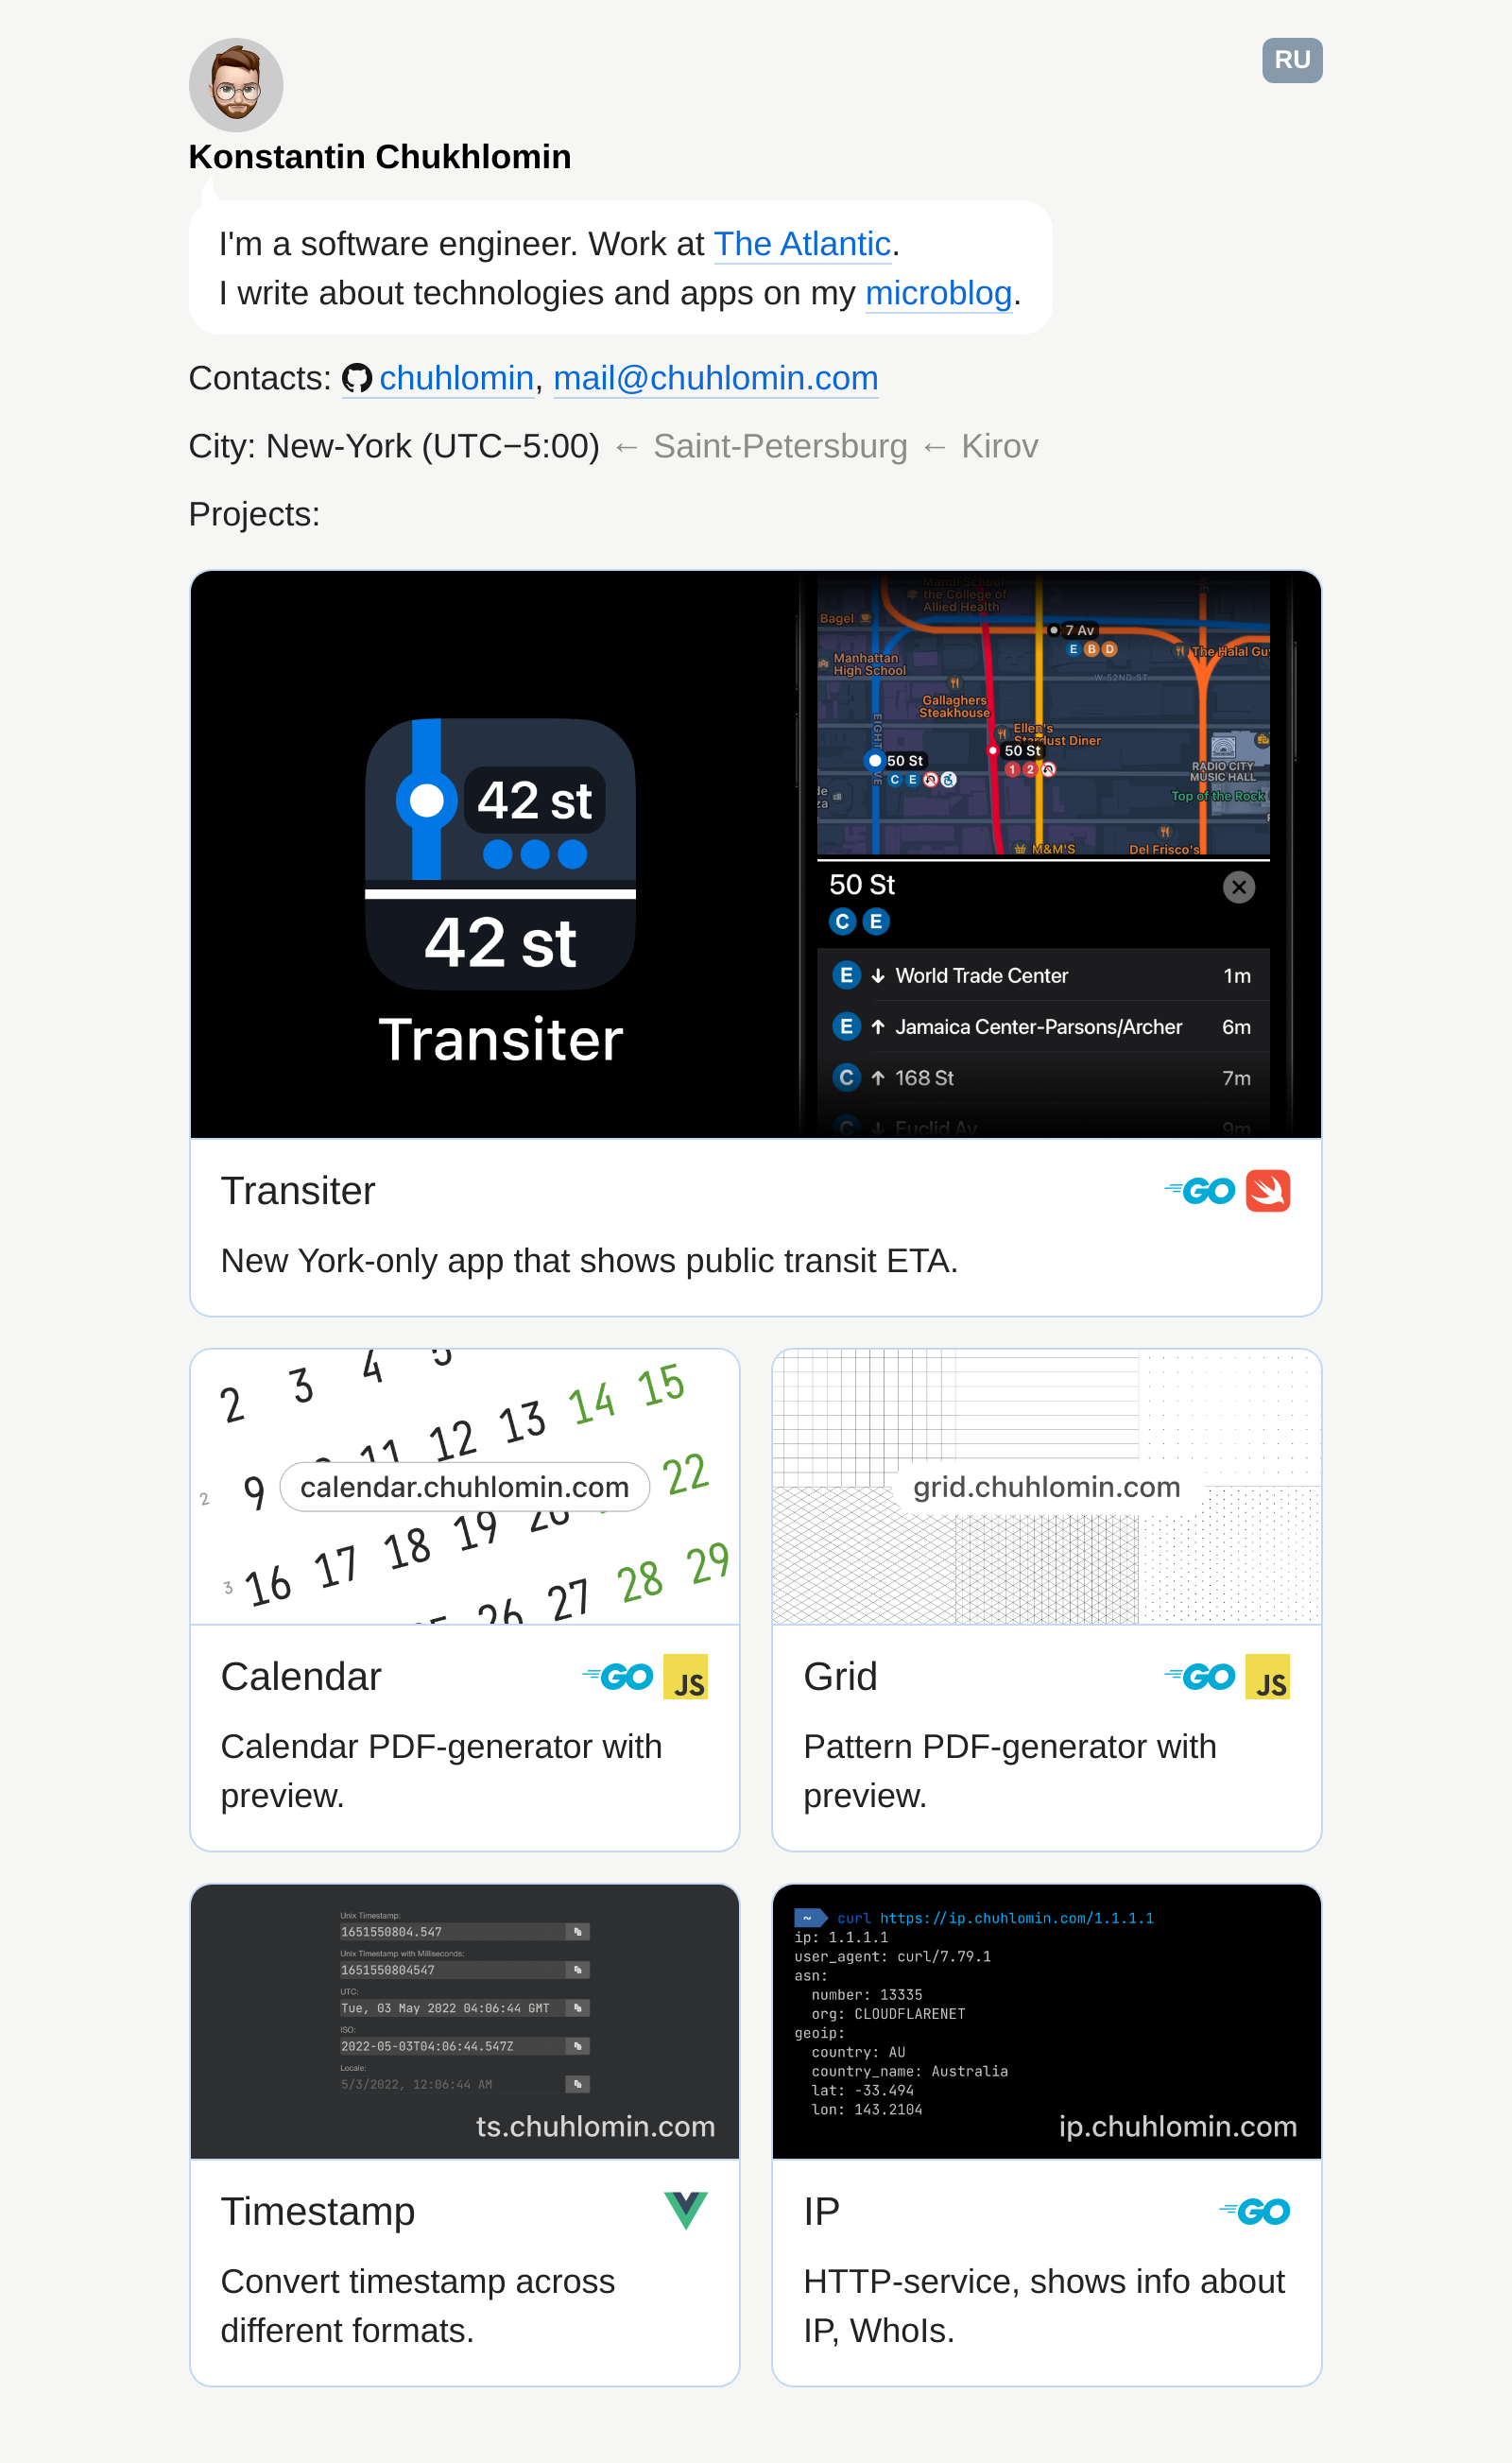 RU
Konstantin Chukhlomin
I'm a software engineer. Work at The Atlantic.
I write about technologies and apps on my microblog.
Contacts: chuhlomin, mail@chuhlomin.com
City: New-York (UTC−5:00) ← Saint-Petersburg ← Kirov
Projects:
42 st
42 st
Transiter
Mandl School
the College of
Allied Health
Bagel
7 Av
E B D
The Halal Gu
Manhattan
High School
W 52ND ST
Gallaghers
Steakhouse
Ellen's
Stardust Diner
50 St
C E
50 St
1 2
RADIO CITY
MUSIC HALL
Top of the Rock
M&M'S
Del Frisco's
50 St
C E
E ↓ World Trade Center 1m
E ↑ Jamaica Center-Parsons/Archer 6m
C ↑ 168 St 7m
C ↓ Euclid Av 9m
Transiter
GO
New York-only app that shows public transit ETA.
2 3 4 5
9 11 12 13 14 15
2
calendar.chuhlomin.com
22
3 16 17 18 19 20
26 27 28 29
grid.chuhlomin.com
Calendar
GO JS
Calendar PDF-generator with
preview.
Grid
GO JS
Pattern PDF-generator with
preview.
Unix Timestamp:
1651550804.547
Unix Timestamp with Milliseconds:
1651550804547
UTC:
Tue, 03 May 2022 04:06:44 GMT
ISO:
2022-05-03T04:06:44.547Z
Locale:
5/3/2022, 12:06:44 AM
ts.chuhlomin.com
~ curl https://ip.chuhlomin.com/1.1.1.1
ip: 1.1.1.1
user_agent: curl/7.79.1
asn:
number: 13335
org: CLOUDFLARENET
geoip:
country: AU
country_name: Australia
lat: -33.494
lon: 143.2104
ip.chuhlomin.com
Timestamp
Convert timestamp across
different formats.
IP
GO
HTTP-service, shows info about
IP, WhoIs.